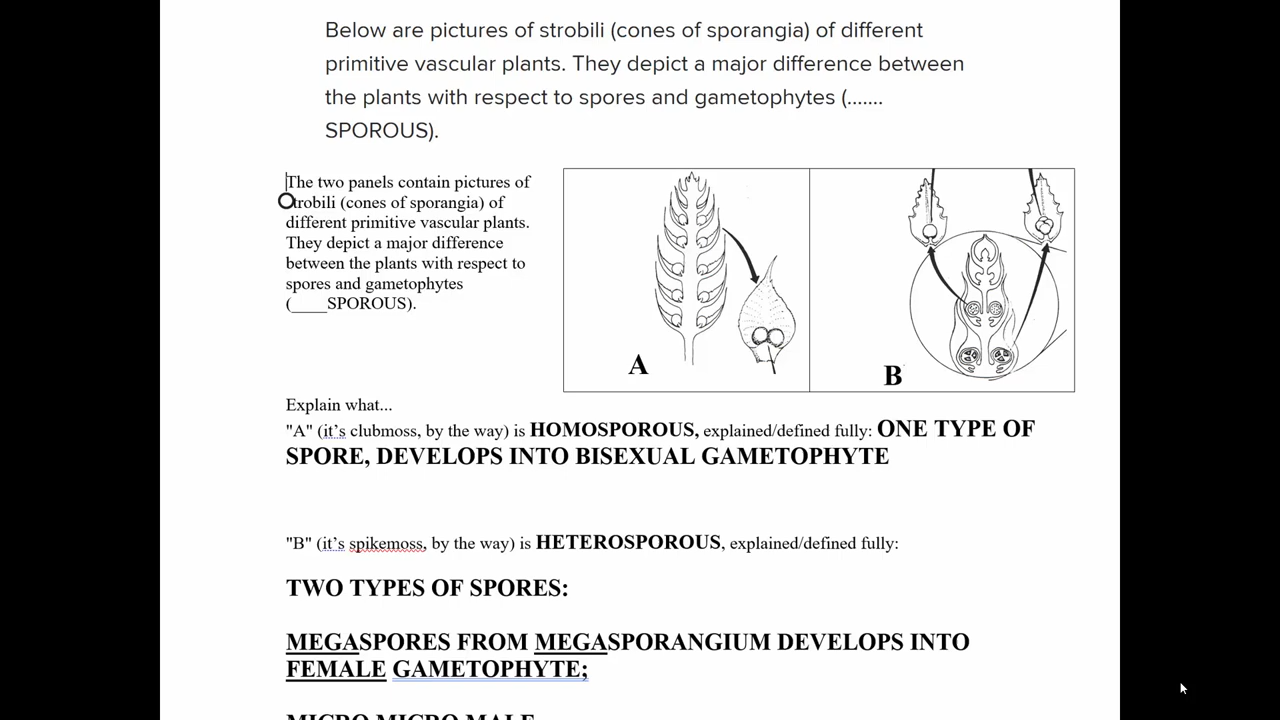 Below are pictures of strobili (cones of sporangia) of different
primitive vascular plants. They depict a major difference between
the plants with respect to spores and gametophytes (.......
SPOROUS).
The two panels contain pictures of
strobili (cones of sporangia) of
different primitive vascular plants.
They depict a major difference
between the plants with respect to
spores and gametophytes
(____SPOROUS).
A
B
Explain what...
"A" (it’s clubmoss, by the way) is HOMOSPOROUS, explained/defined fully: ONE TYPE OF
SPORE, DEVELOPS INTO BISEXUAL GAMETOPHYTE
"B" (it’s spikemoss, by the way) is HETEROSPOROUS, explained/defined fully:
TWO TYPES OF SPORES:
MEGASPORES FROM MEGASPORANGIUM DEVELOPS INTO
FEMALE GAMETOPHYTE;
MICRO MICRO MALE